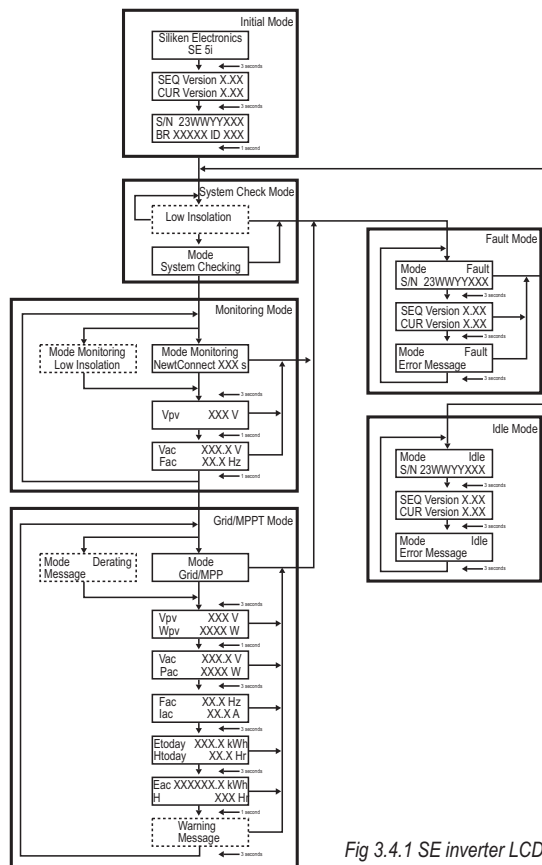 Initial Mode
Siliken Electronics
SE 5i
3 seconds
SEQ Version X.XX
CUR Version X.XX
3 seconds
S/N 23WWYYXXX
BR XXXXX ID XXX
1 second
System Check Mode
Low Insolation
Mode
System Checking
Monitoring Mode
Mode Monitoring
Low Insolation
Mode Monitoring
NewtConnect XXX s
3 seconds
Vpv XXX V
1 second
Vac XXX.X V
Fac XX.X Hz
1 second
Grid/MPPT Mode
Mode Derating
Message
Mode
Grid/MPP
3 seconds
Vpv XXX V
Wpv XXXX W
1 second
Vac XXX.X V
Pac XXXX W
3 seconds
Fac XX.X Hz
Iac XX.X A
3 seconds
Etoday XXX.X kWh
Htoday XX.X Hr
3 seconds
Eac XXXXXX.X kWh
H XXX Hr
1 second
Warning
Message
3 seconds
Fault Mode
Mode Fault
S/N 23WWYYXXX
3 seconds
SEQ Version X.XX
CUR Version X.XX
3 seconds
Mode Fault
Error Message
3 seconds
Idle Mode
Mode Idle
S/N 23WWYYXXX
3 seconds
SEQ Version X.XX
CUR Version X.XX
3 seconds
Mode Idle
Error Message
3 seconds
Fig 3.4.1 SE inverter LCD